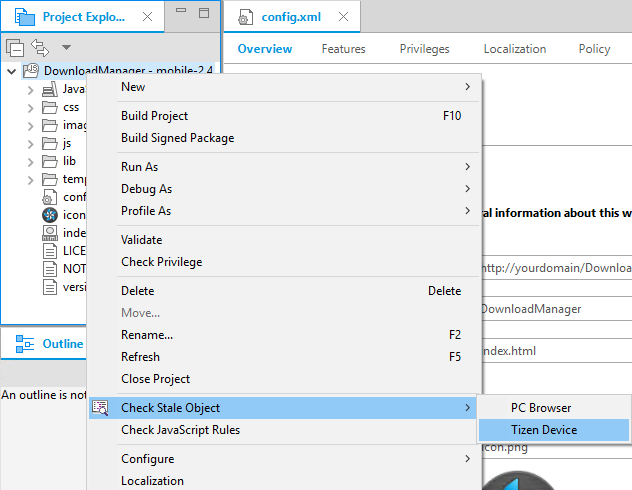 Project Explo...
config.xml
Overview Features Privileges Localization Policy
DownloadManager - mobile-2.4
Java
css
imag
js
lib
temp
conf
icon
inde
LICE
NOT
versi
New
Build Project F10
Build Signed Package
Run As
Debug As
Profile As
Validate
Check Privilege
Delete Delete
Move...
Rename... F2
Refresh F5
Close Project
Check Stale Object
Check JavaScript Rules
Configure
Localization
PC Browser
Tizen Device
al information about this w
http://yourdomain/Downloa
DownloadManager
ndex.html
icon.png
Outline
An outline is not